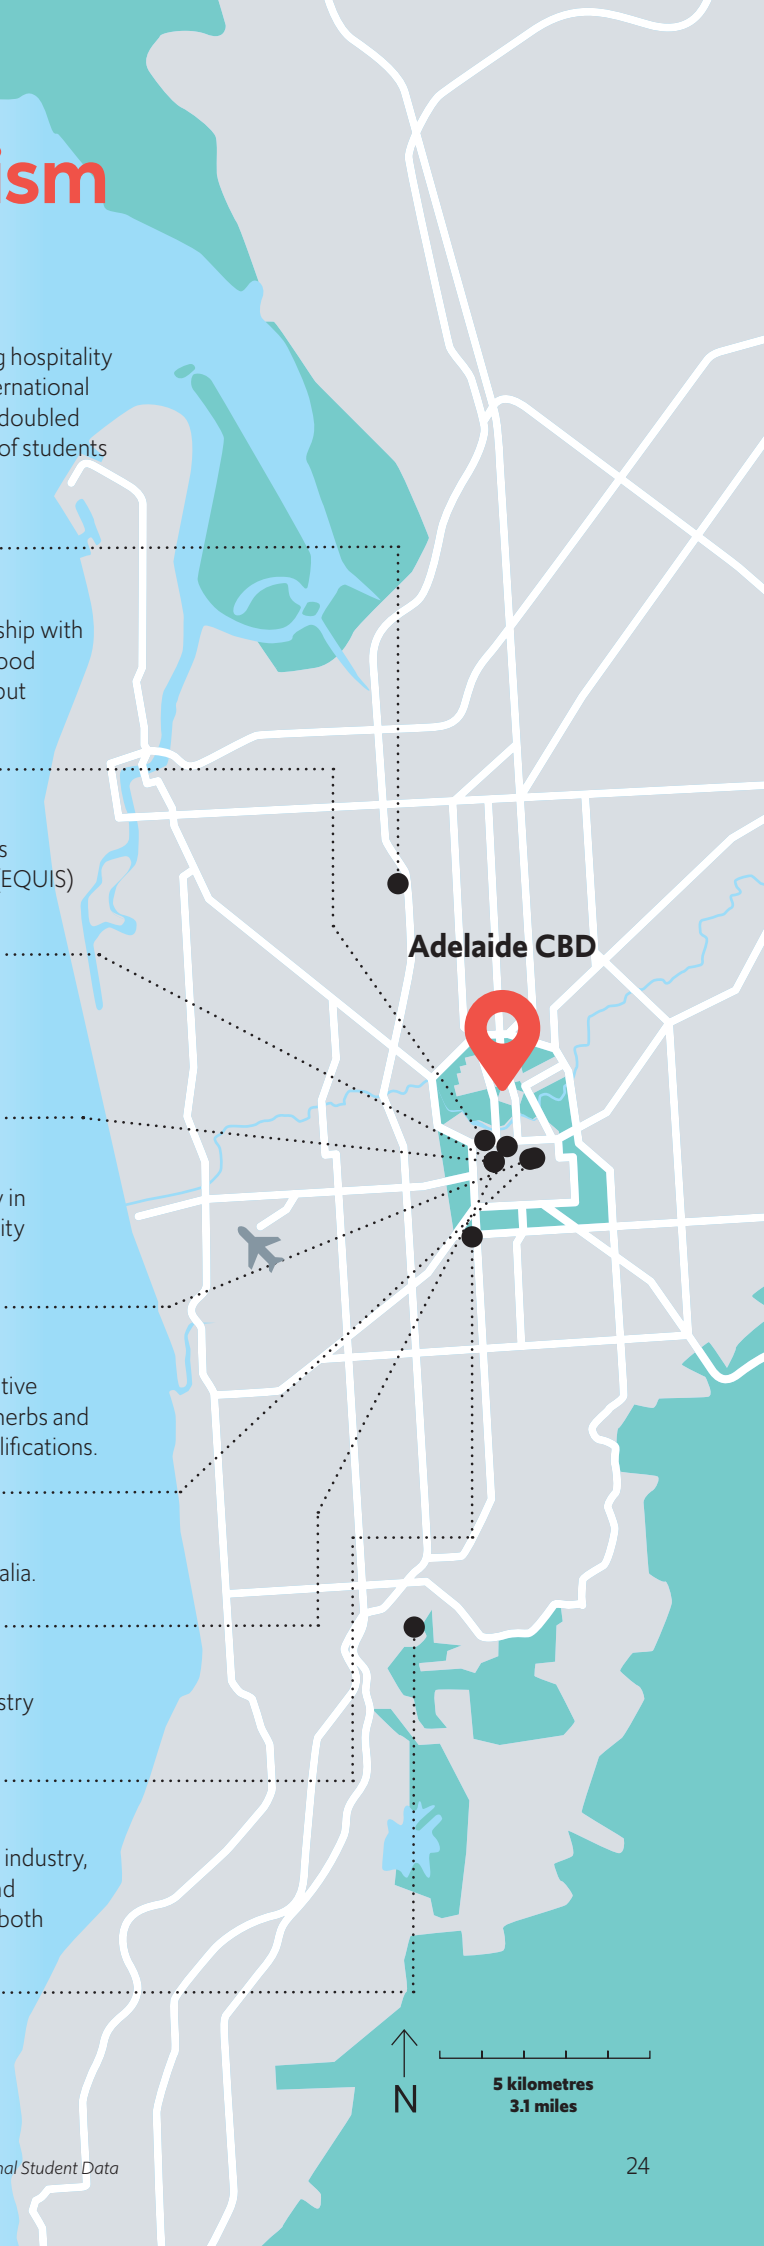 ism
g hospitality
ernational
doubled
of students
ship with
ood
out
s
(EQUIS)
Adelaide CBD
y in
ity
tive
herbs and
lifications.
alia.
stry
industry,
nd
both
N
5 kilometres
3.1 miles
nal Student Data
24